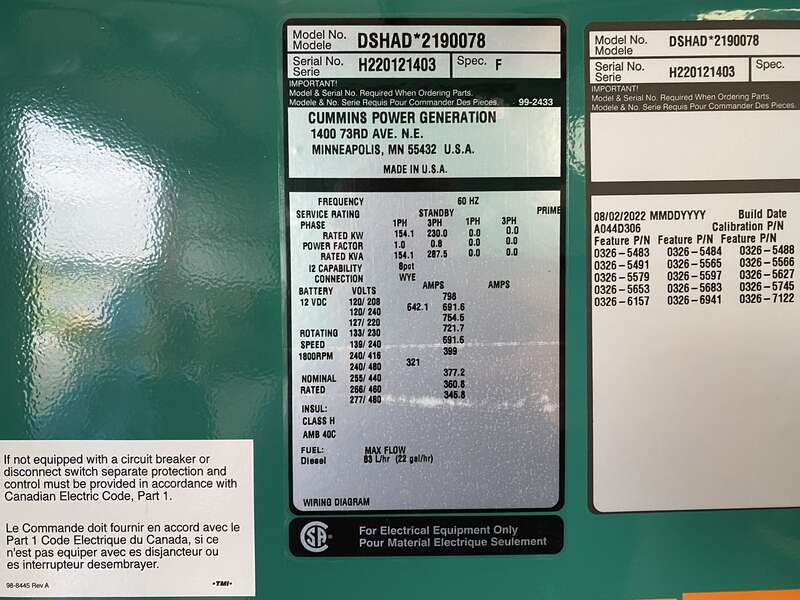 Model No. DSHAD*2190078
Modele
Serial No. H220121403 Spec. F
Serie
IMPORTANT!
Model & Serial No. Required When Ordering Parts.
Modele & No. Serie Requis Pour Commander Des Pieces. 99-2433
CUMMINS POWER GENERATION
1400 73RD AVE. N.E.
MINNEAPOLIS, MN 55432 U.S.A.
MADE IN U.S.A.
FREQUENCY 60 HZ
SERVICE RATING STANDBY PRIME
PHASE 1PH 3PH 1PH 3PH
RATED KW 154.1 230.0 0.0 0.0
POWER FACTOR 1.0 0.8 0.0 0.0
RATED KVA 154.1 287.5 0.0 0.0
I2 CAPABILITY 8pct
CONNECTION WYE
BATTERY VOLTS AMPS AMPS
12 VDC 120/ 208 798
120/ 240 642.1 691.6
127/ 220 754.5
ROTATING 133/ 230 721.7
SPEED 139/ 240 691.6
1800RPM 240/ 416 399
240/ 480 321
NOMINAL 255/ 440 377.2
RATED 266/ 460 360.8
277/ 480 345.8
INSUL:
CLASS H
AMB 40C
FUEL: MAX FLOW
Diesel 83 L/hr (22 gal/hr)
WIRING DIAGRAM
For Electrical Equipment Only
Pour Material Electrique Seulement
Model No. DSHAD*2190078
Modele
Serial No. H220121403 Spec.
Serie
IMPORTANT!
Model & Serial No. Required When Ordering Parts.
Modele & No. Serie Requis Pour Commander Des Pieces.
08/02/2022 MMDDYYYY Build Date
A044D306 Calibration P/N
Feature P/N Feature P/N Feature P/N
0326-5483 0326-5484 0326-5488
0326-5491 0326-5565 0326-5566
0326-5579 0326-5597 0326-5627
0326-5653 0326-5683 0326-5745
0326-6157 0326-6941 0326-7122
If not equipped with a circuit breaker or
disconnect switch separate protection and
control must be provided in accordance with
Canadian Electric Code, Part 1.
Le Commande doit fournir en accord avec le
Part 1 Code Electrique du Canada, si ce
n'est pas equiper avec es disjanteur ou
es interrupteur desembrayer.
98-8445 Rev A •TMI•